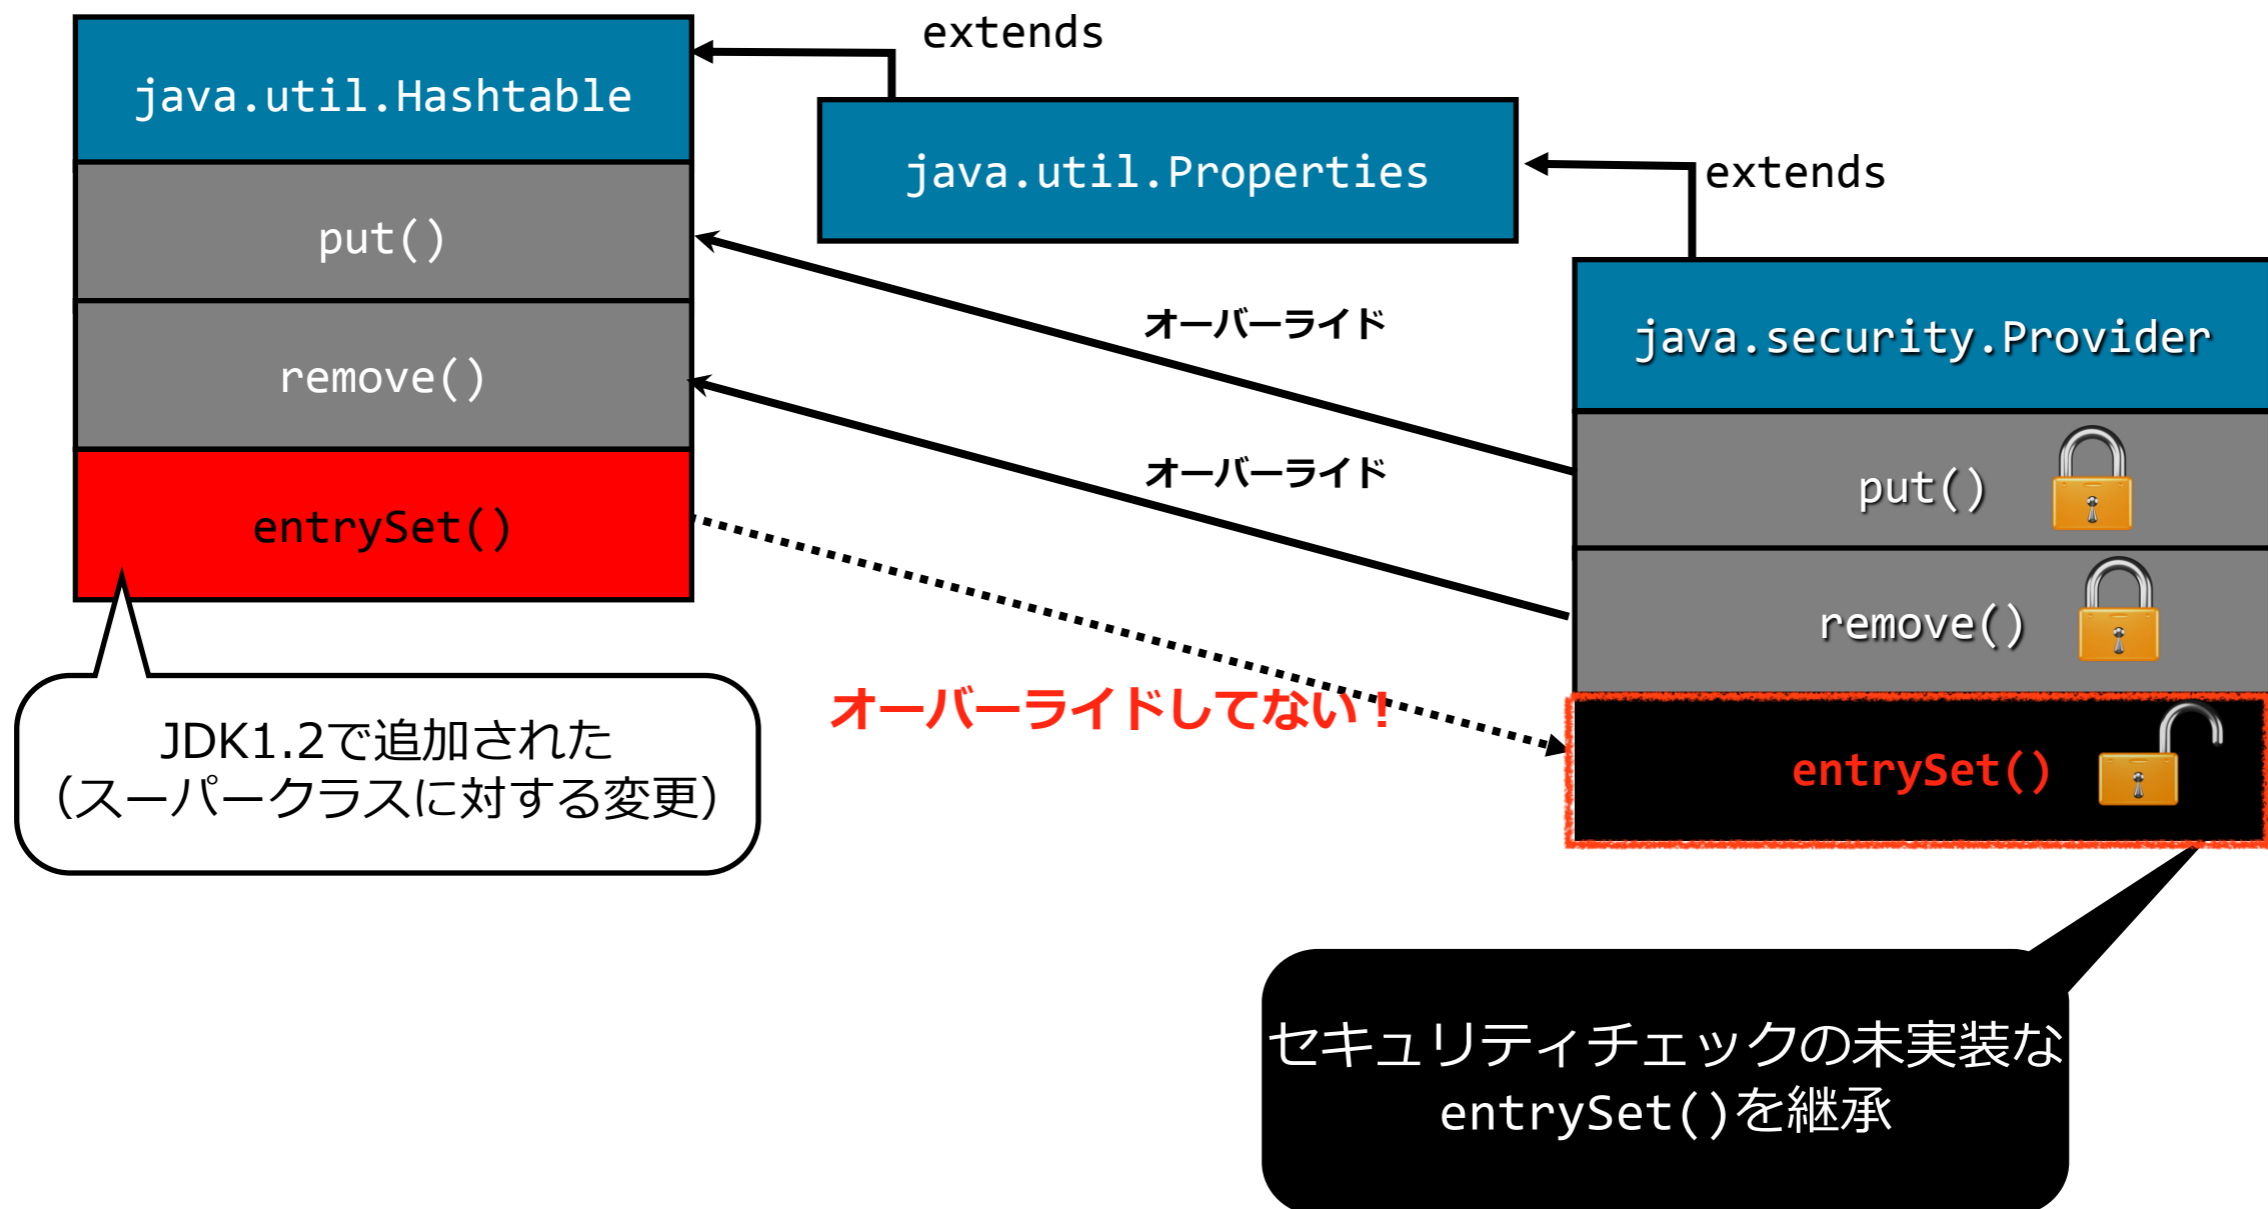 extends
java.util.Hashtable
java.util.Properties
extends
put()
オーバーライド
java.security.Provider
remove()
オーバーライド
put()
entrySet()
remove()
オーバーライドしてない！
entrySet()
JDK1.2で追加された
（スーパークラスに対する変更）
セキュリティチェックの未実装な
entrySet()を継承